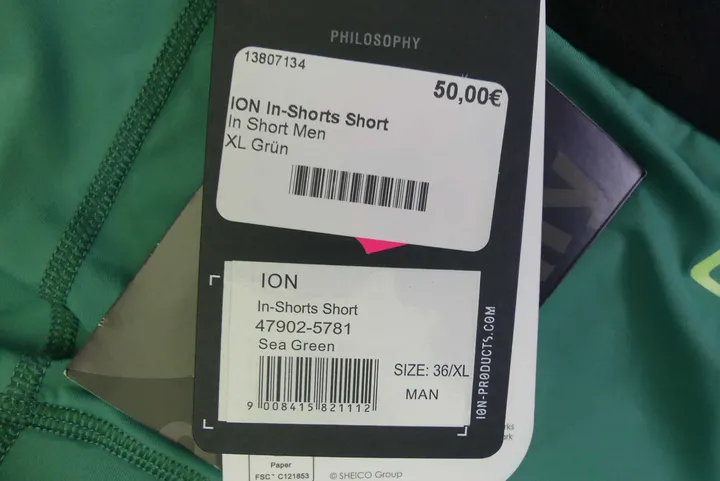 PHILOSOPHY
13807134
50,00€
ION In-Shorts Short
In Short Men
XL Grün
ION
In-Shorts Short
47902-5781
Sea Green
SIZE: 36/XL
MAN
9 008415 821112
ION-PRODUCTS.COM
Paper
FSC™ C121853
© SHEICO Group